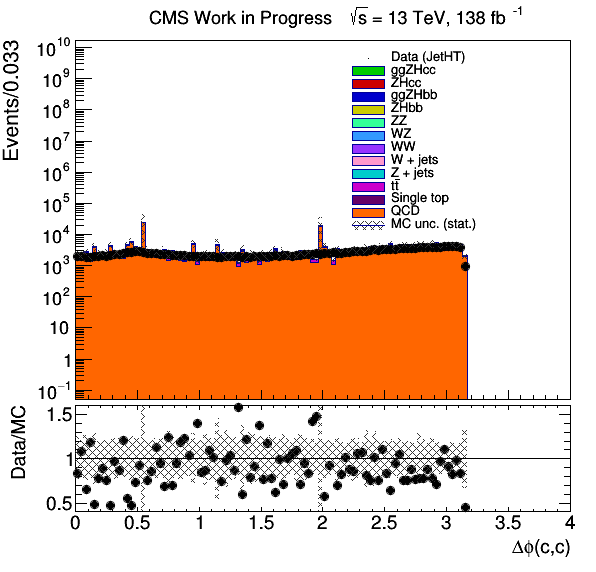 CMS Work in Progress √s = 13 TeV, 138 fb⁻¹
Events/0.033
10¹⁰
10⁹
10⁸
10⁷
10⁶
10⁵
10⁴
10³
10²
10
1
10⁻¹
Data (JetHT)
ggZHcc
ZHcc
ggZHbb
ZHbb
ZZ
WZ
WW
W + jets
Z + jets
tt̄
Single top
QCD
MC unc. (stat.)
Data/MC
1.5
1
0.5
0 0.5 1 1.5 2 2.5 3 3.5 4
Δϕ(c,c)